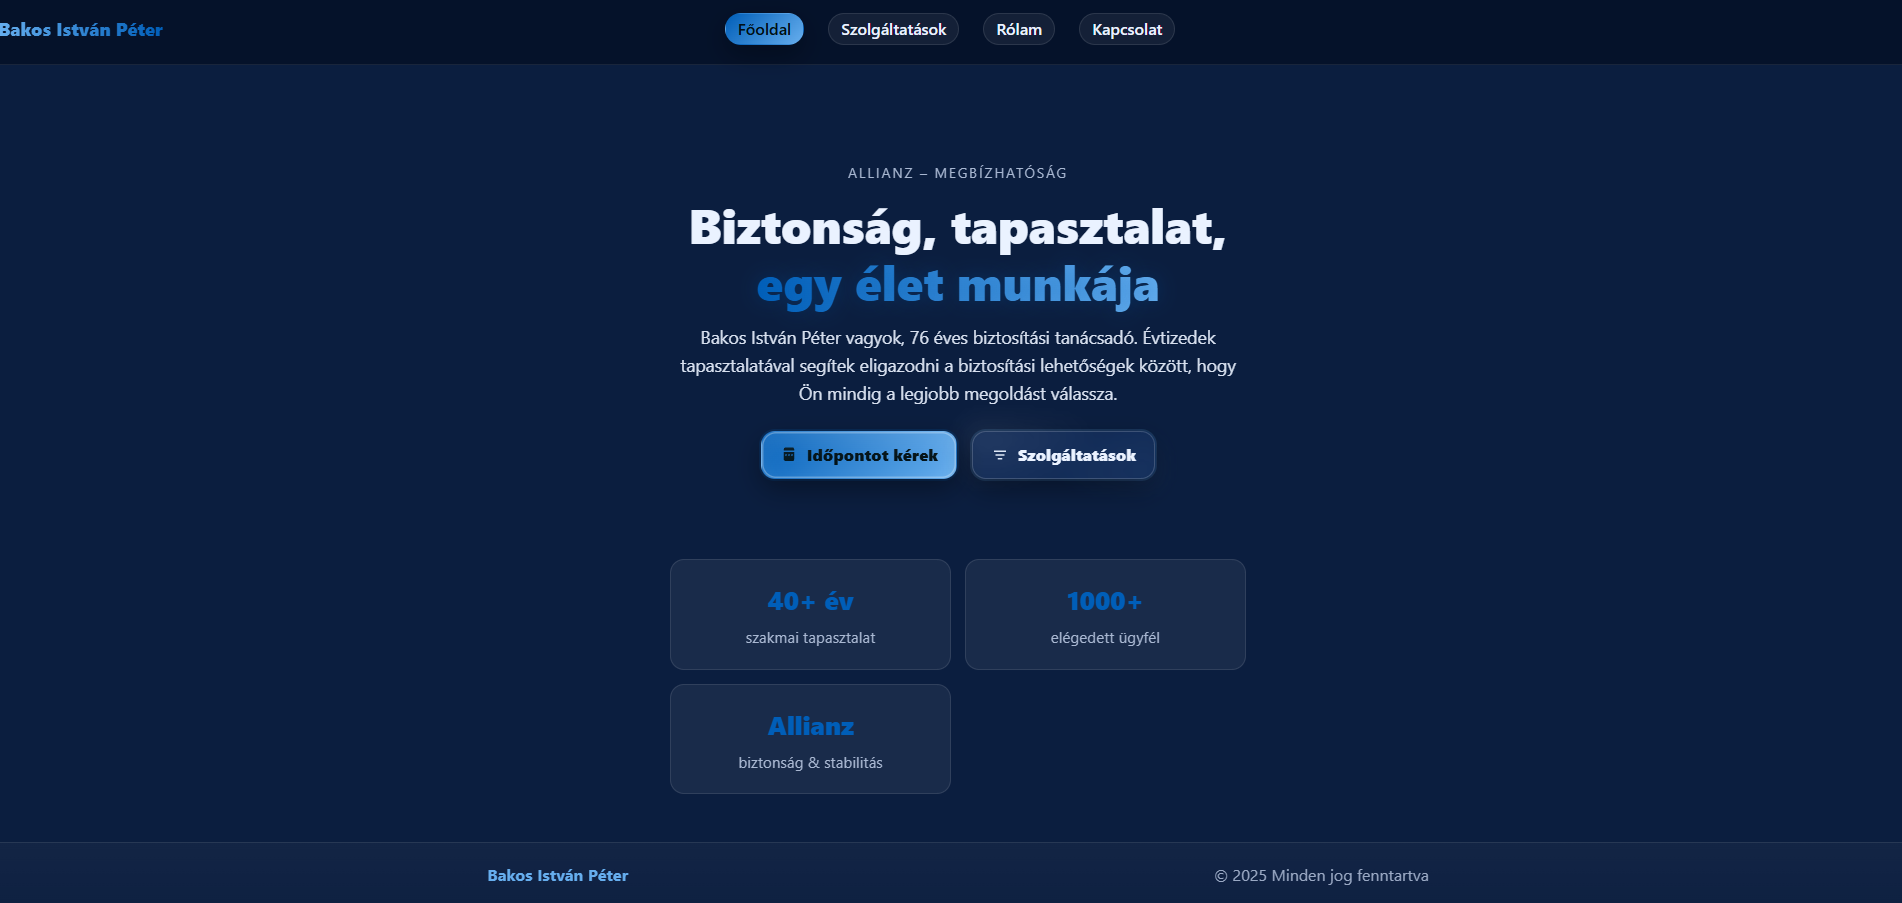 Bakos István Péter
Főoldal
Szolgáltatások
Rólam
Kapcsolat
ALLIANZ – MEGBÍZHATÓSÁG
Biztonság, tapasztalat,
egy élet munkája
Bakos István Péter vagyok, 76 éves biztosítási tanácsadó. Évtizedek
tapasztalatával segítek eligazodni a biztosítási lehetőségek között, hogy
Ön mindig a legjobb megoldást válassza.
Időpontot kérek
Szolgáltatások
40+ év
szakmai tapasztalat
1000+
elégedett ügyfél
Allianz
biztonság & stabilitás
Bakos István Péter
© 2025 Minden jog fenntartva